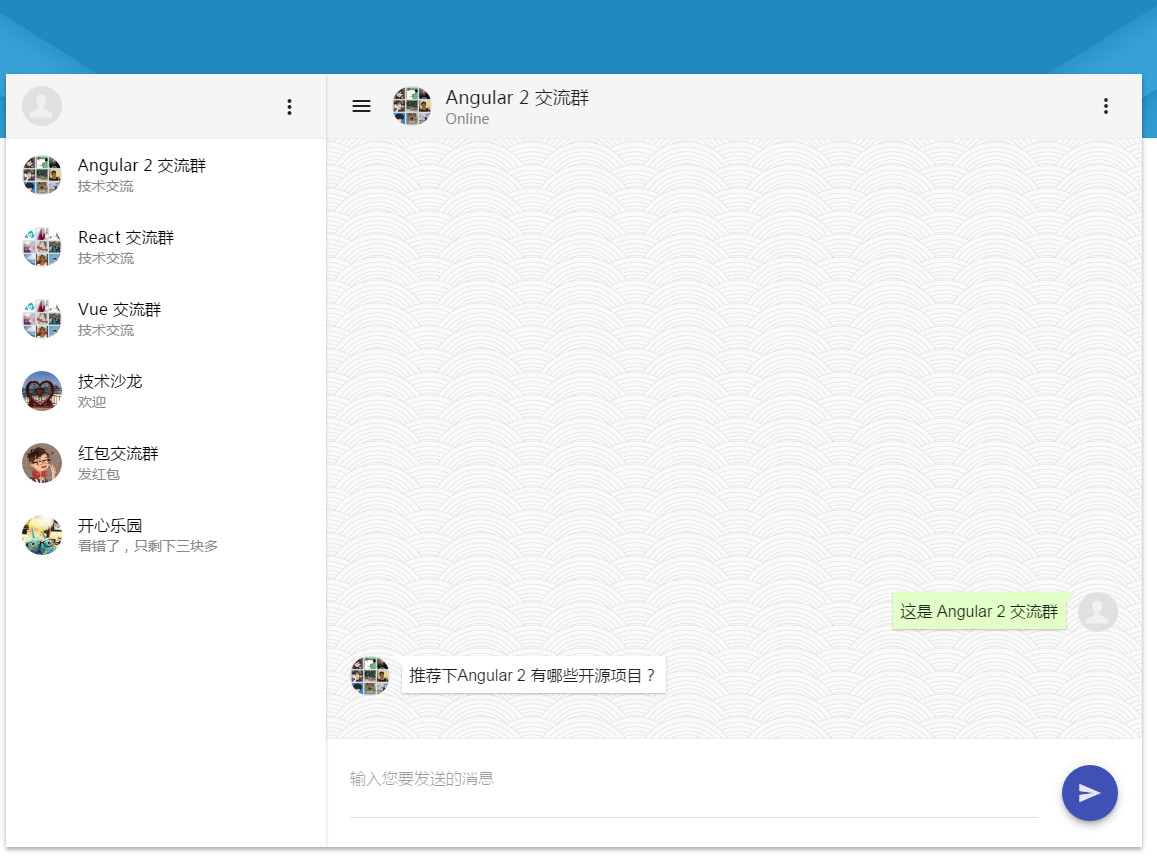 Angular 2 交流群
技术交流
React 交流群
技术交流
Vue 交流群
技术交流
技术沙龙
欢迎
红包交流群
发红包
开心乐园
看错了，只剩下三块多
Angular 2 交流群
Online
这是 Angular 2 交流群
推荐下Angular 2 有哪些开源项目？
输入您要发送的消息